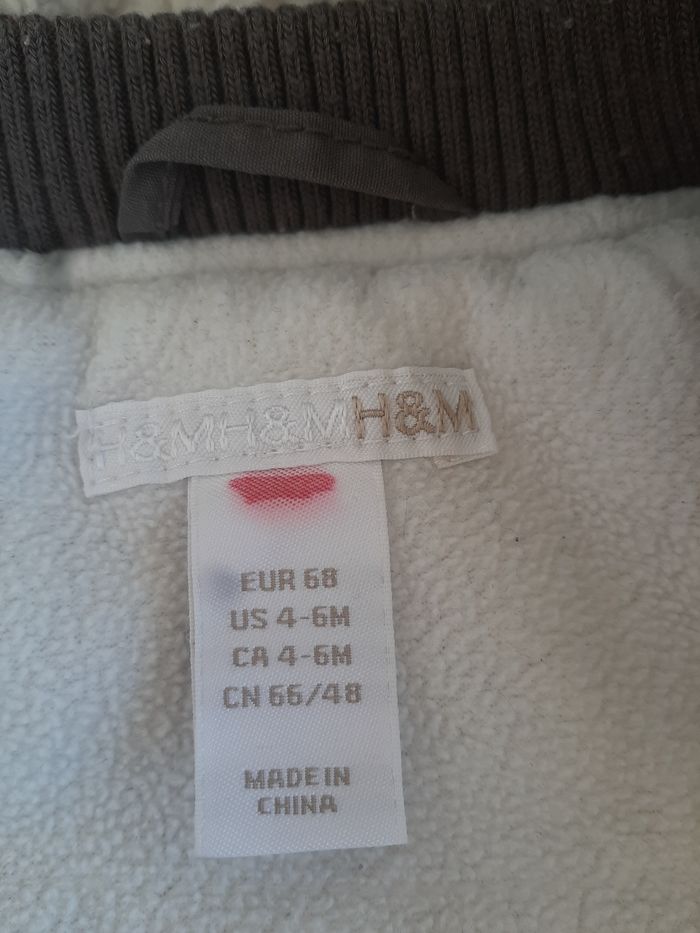 H&MH&MH&M
EUR 68
US 4-6M
CA 4-6M
CN 66/48
MADE IN
CHINA